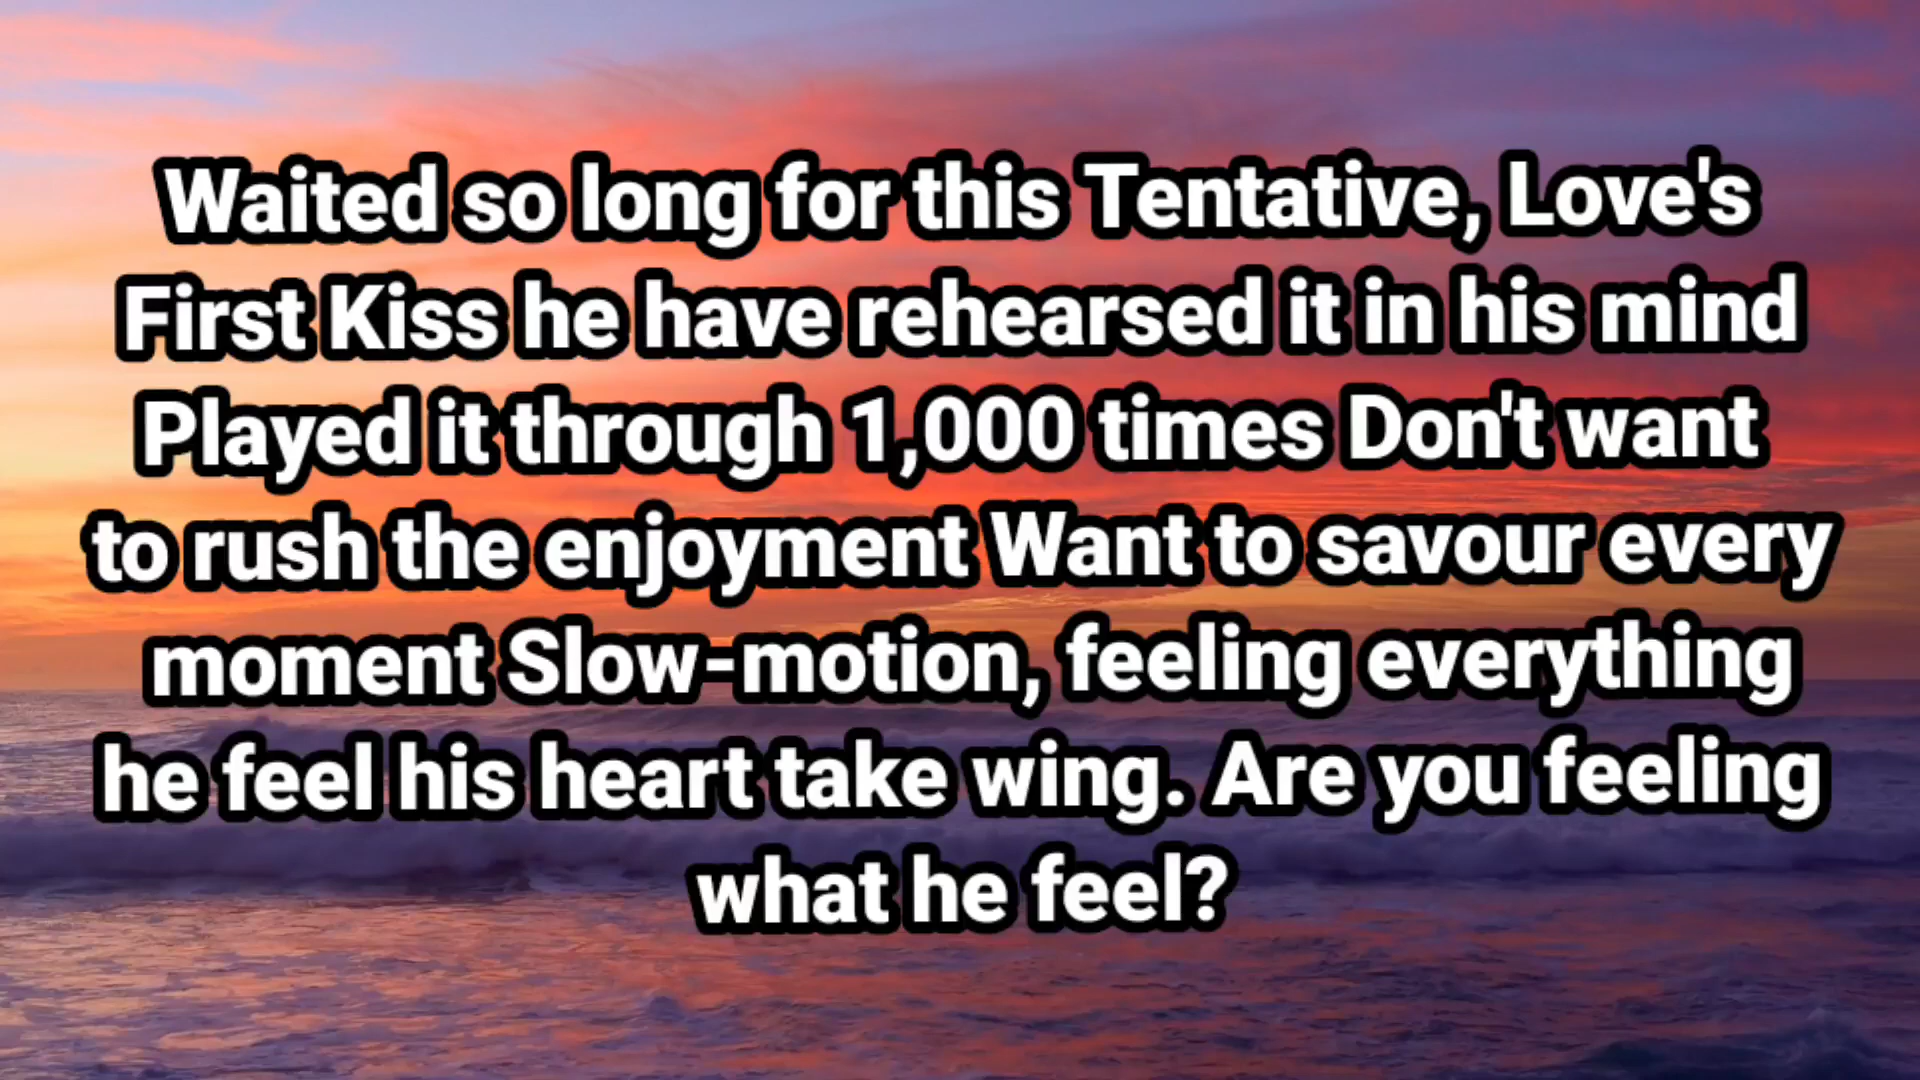 Waited so long for this Tentative, Love's
First Kiss he have rehearsed it in his mind
Played it through 1,000 times Don't want
to rush the enjoyment Want to savour every
moment Slow-motion, feeling everything
he feel his heart take wing. Are you feeling
what he feel?